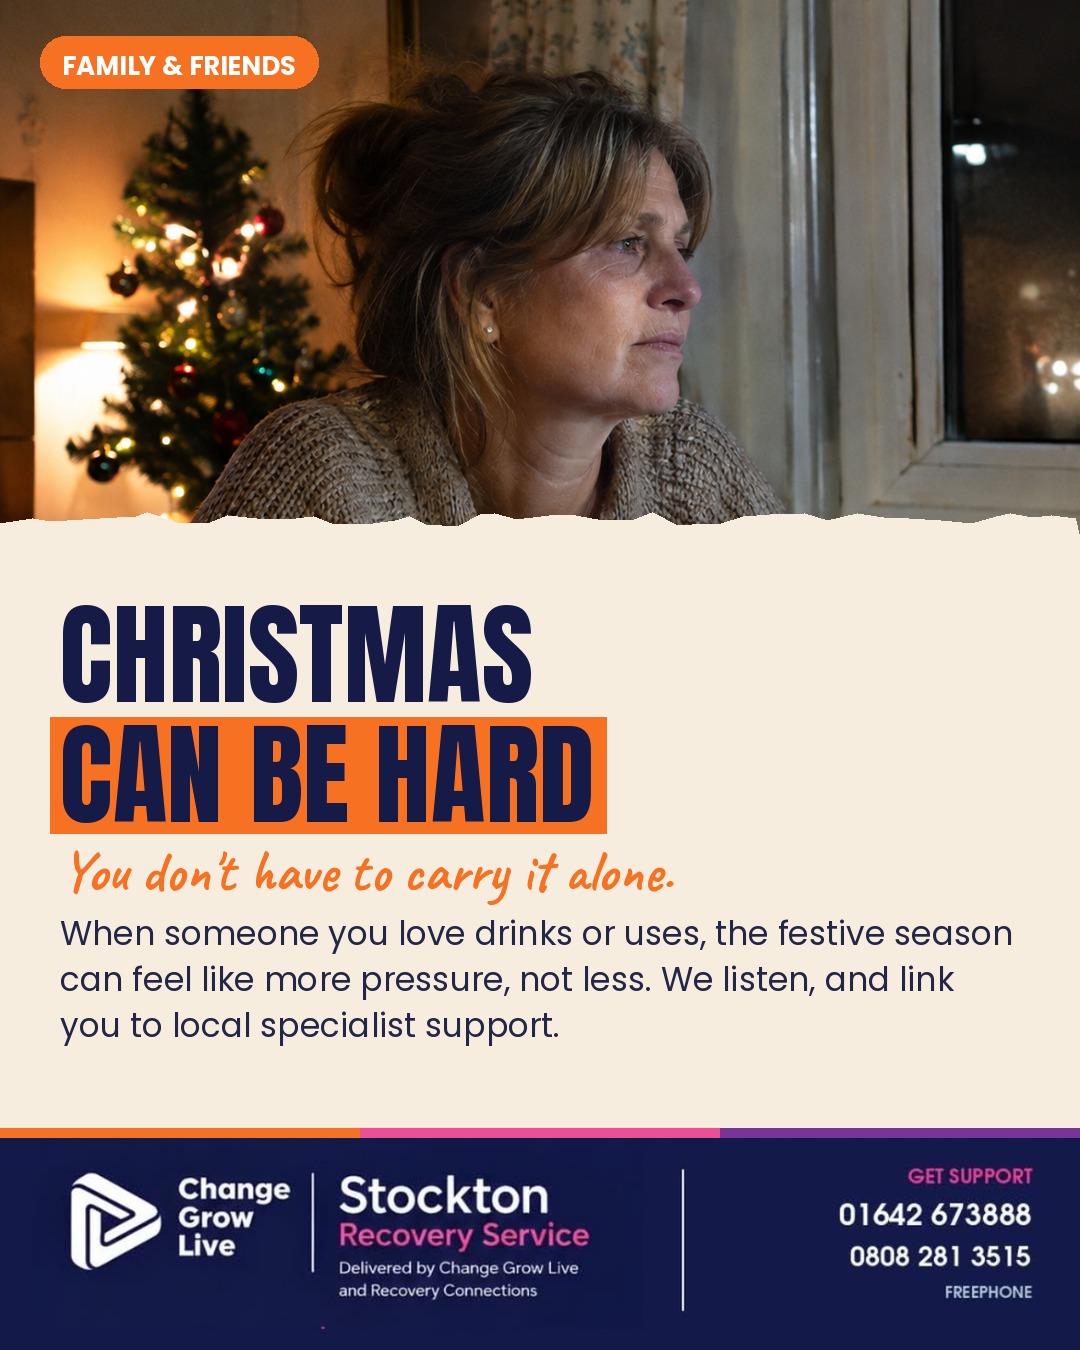 FAMILY & FRIENDS
CHRISTMAS
CAN BE HARD
You don't have to carry it alone.
When someone you love drinks or uses, the festive season
can feel like more pressure, not less. We listen, and link
you to local specialist support.
Change
Grow
Live
Stockton
Recovery Service
Delivered by Change Grow Live
and Recovery Connections
GET SUPPORT
01642 673888
0808 281 3515
FREEPHONE